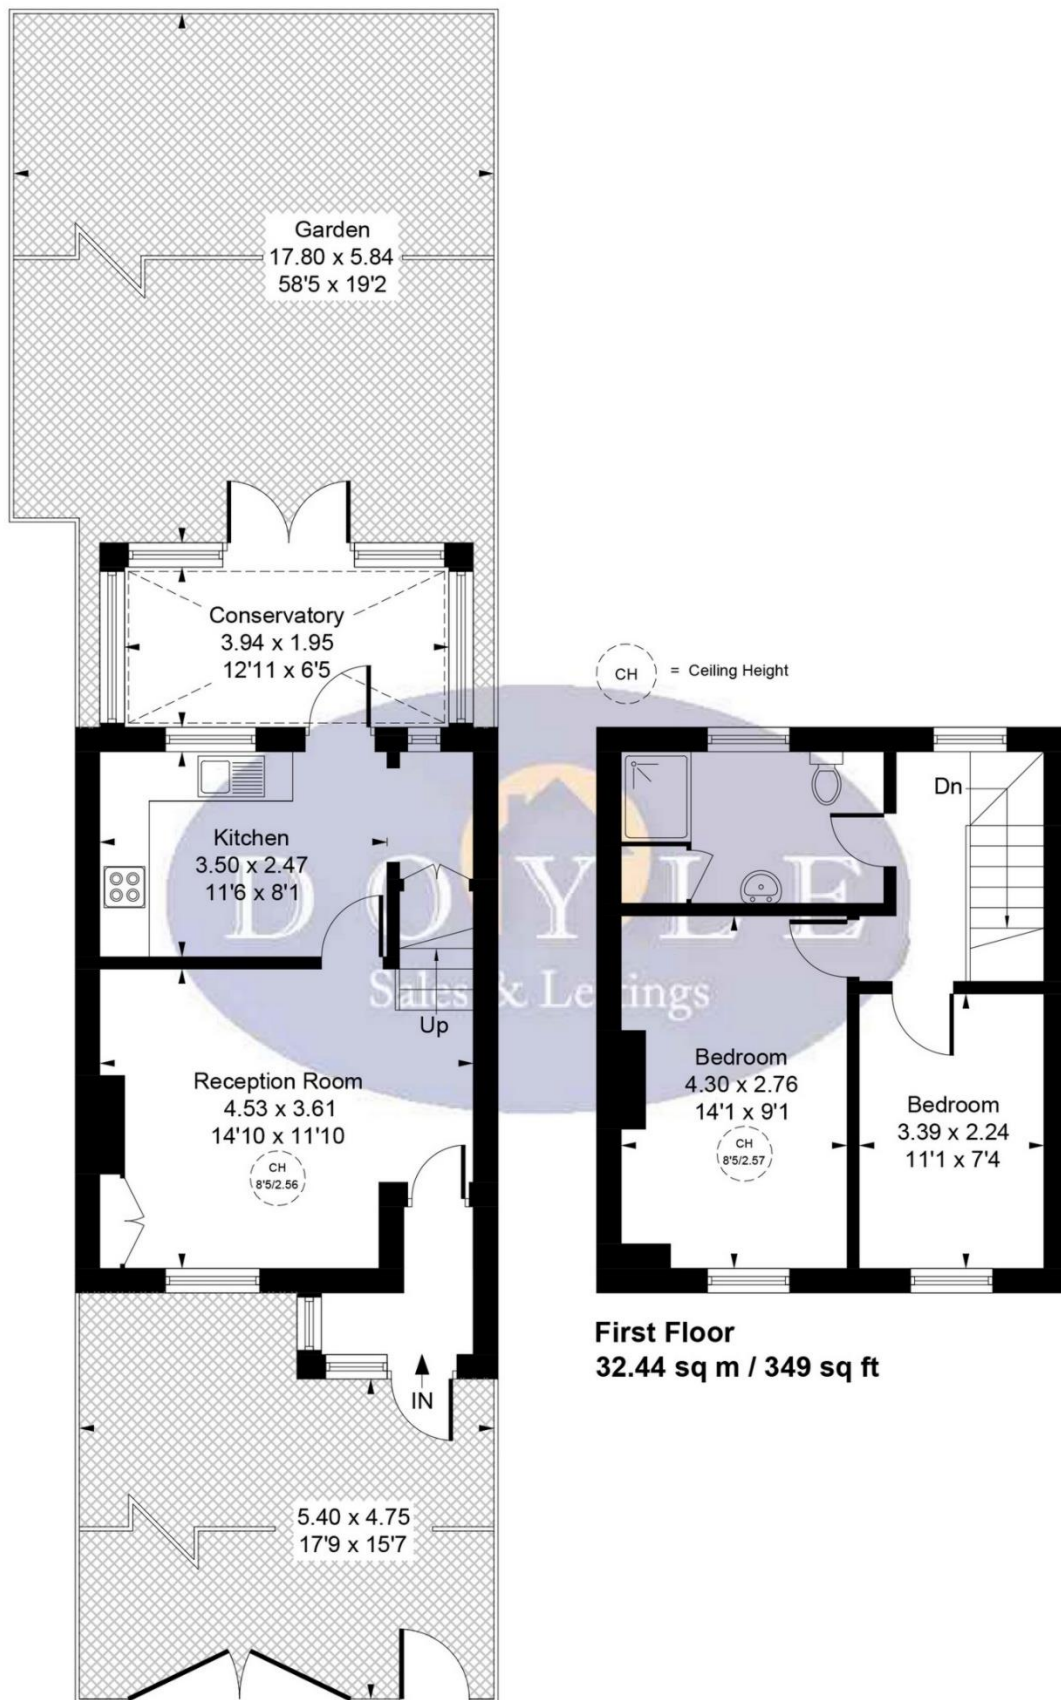 Garden
17.80 x 5.84
58'5 x 19'2
Conservatory
3.94 x 1.95
12'11 x 6'5
CH = Ceiling Height
Kitchen
3.50 x 2.47
11'6 x 8'1
Dn
DOYLE
Sales & Lettings
Up
Reception Room
4.53 x 3.61
14'10 x 11'10
CH
8'5/2.56
Bedroom
4.30 x 2.76
14'1 x 9'1
CH
8'5/2.57
Bedroom
3.39 x 2.24
11'1 x 7'4
IN
First Floor
32.44 sq m / 349 sq ft
5.40 x 4.75
17'9 x 15'7